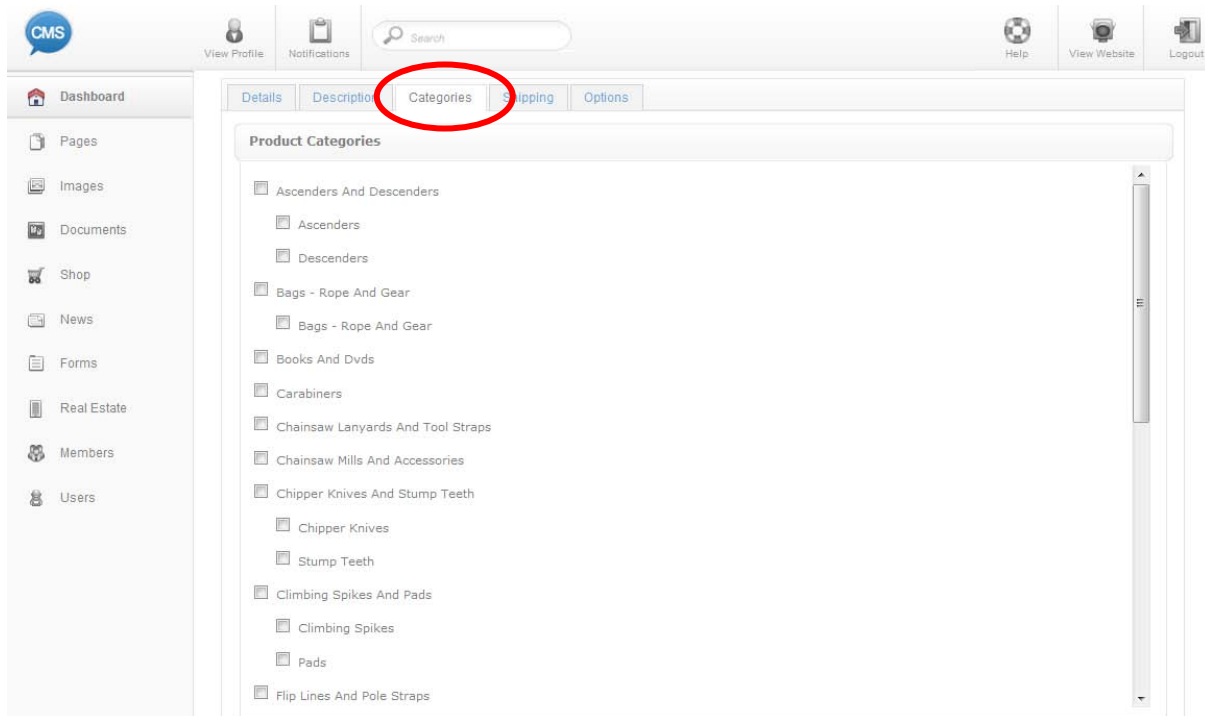 CMS
View Profile
Notifications
Search
Help
View Website
Logout
Dashboard
Pages
Images
Documents
Shop
News
Forms
Real Estate
Members
Users
Details
Description
Categories
Shipping
Options
Product Categories
Ascenders And Descenders
Ascenders
Descenders
Bags - Rope And Gear
Bags - Rope And Gear
Books And Dvds
Carabiners
Chainsaw Lanyards And Tool Straps
Chainsaw Mills And Accessories
Chipper Knives And Stump Teeth
Chipper Knives
Stump Teeth
Climbing Spikes And Pads
Climbing Spikes
Pads
Flip Lines And Pole Straps